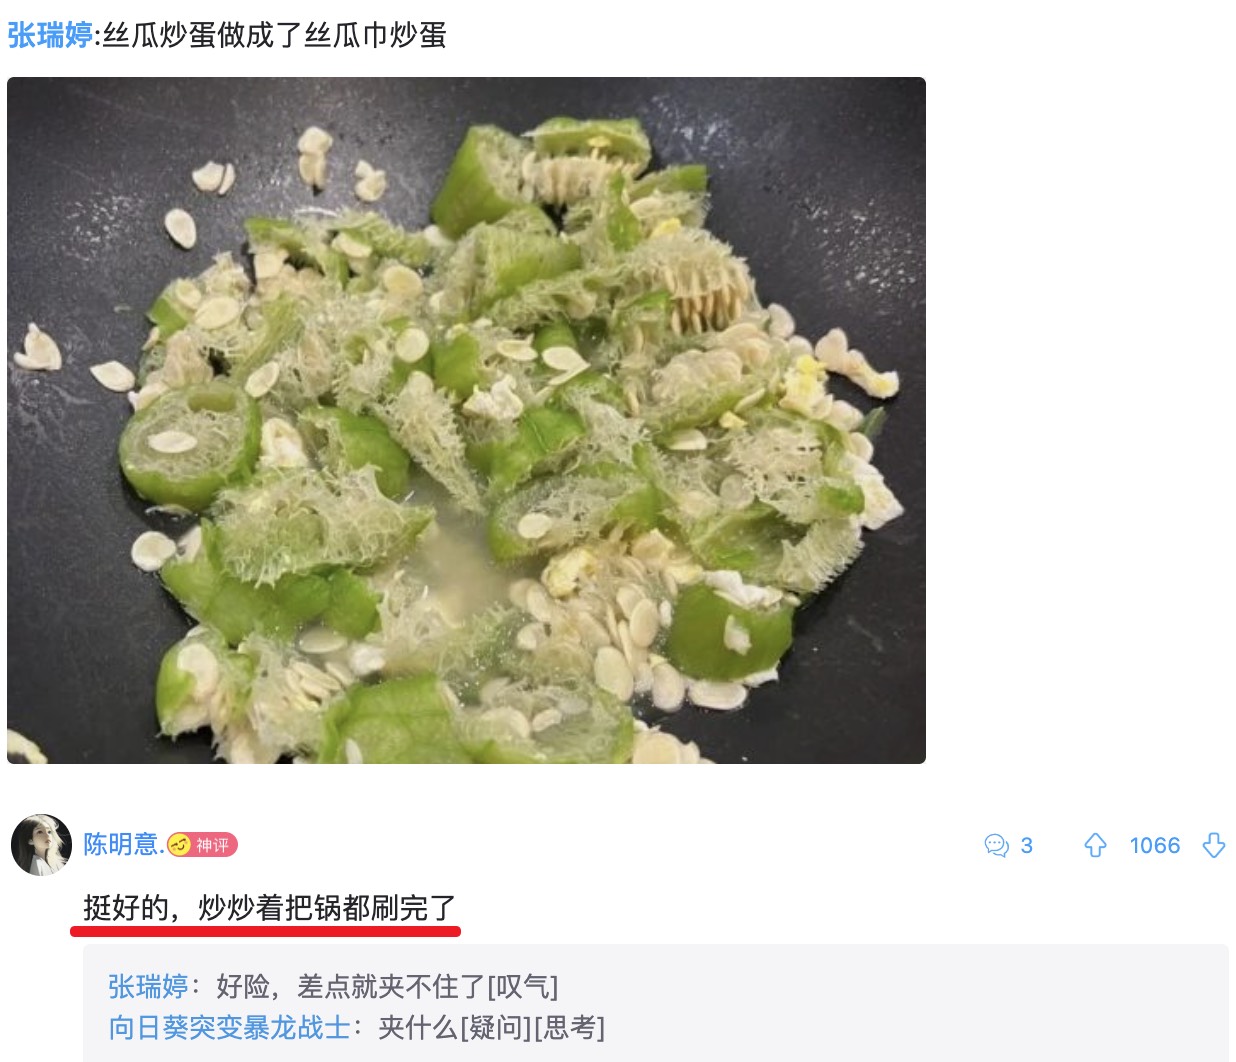 张瑞婷:丝瓜炒蛋做成了丝瓜巾炒蛋
陈明意.神评
3 1066
挺好的，炒炒着把锅都刷完了
张瑞婷：好险，差点就夹不住了[叹气]
向日葵突变暴龙战士：夹什么[疑问][思考]